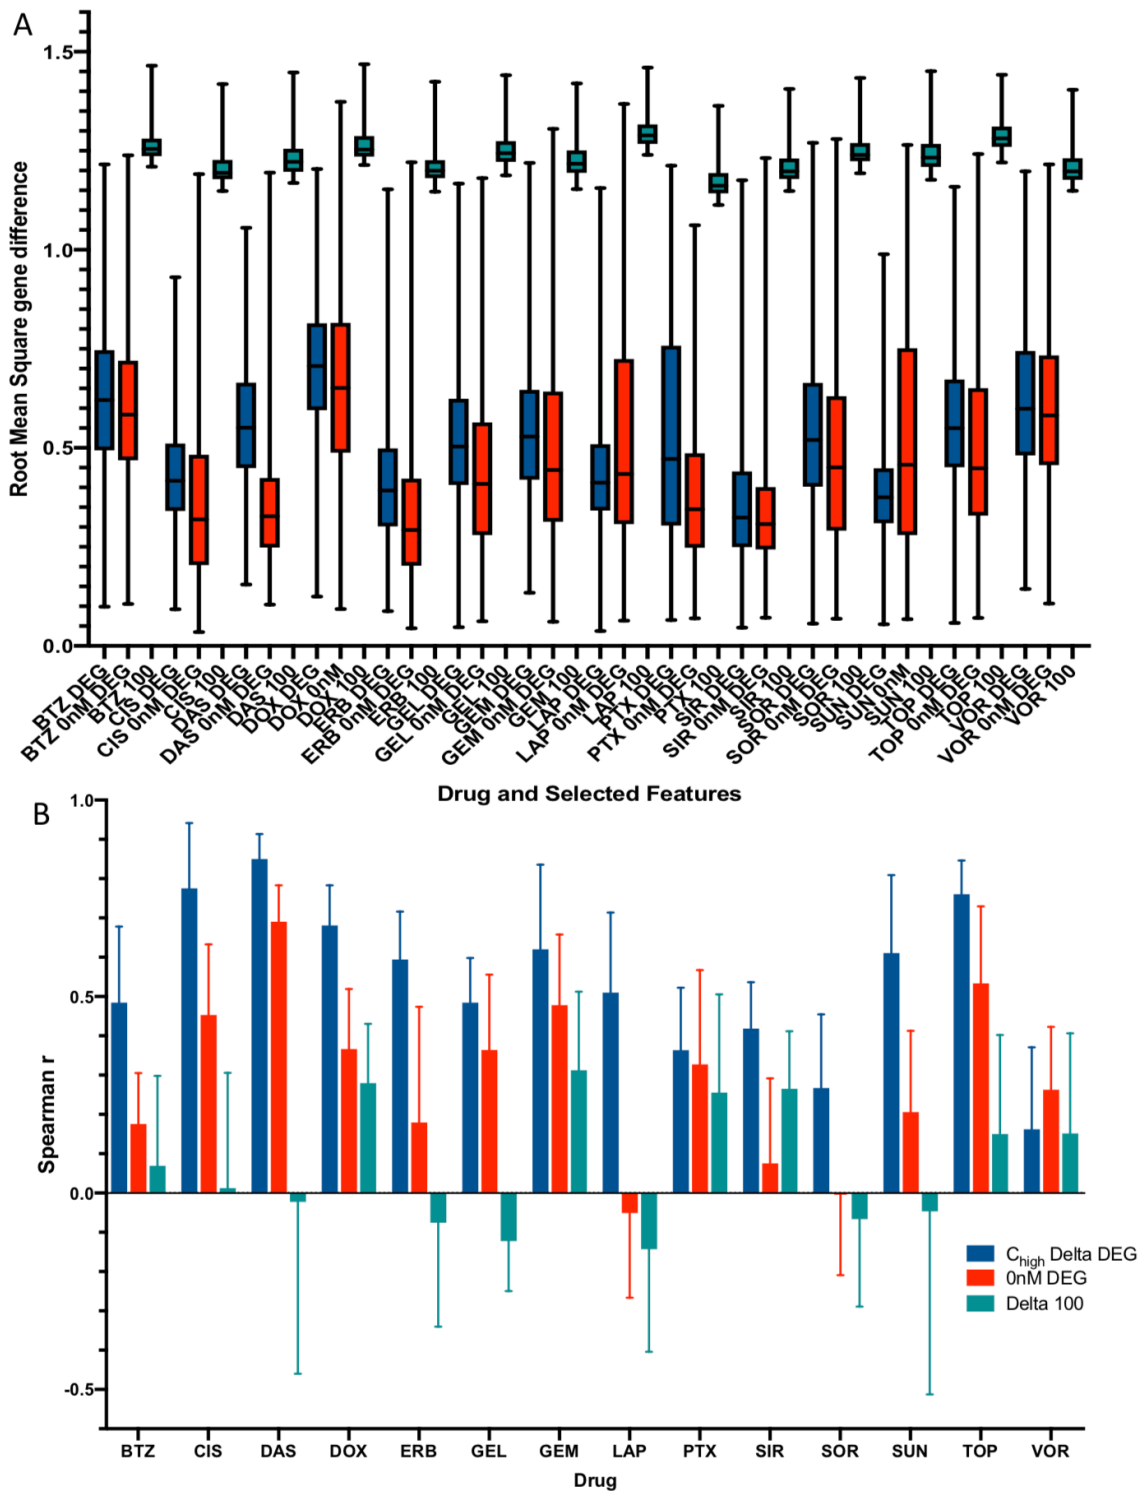 A
1.5
1.0
0.5
0.0
Root Mean Square gene difference
BTZ DEG
BTZ 0nM DEG
BTZ 100
CIS DEG
CIS 0nM DEG
CIS 100
DAS DEG
DAS 0nM DEG
DAS 100
DOX DEG
DOX 0nM
DOX 100
ERB DEG
ERB 0nM DEG
ERB 100
GEL DEG
GEL 0nM DEG
GEL 100
GEM DEG
GEM 0nM DEG
GEM 100
LAP DEG
LAP 0nM DEG
LAP 100
PTX DEG
PTX 0nM DEG
PTX 100
SIR DEG
SIR 0nM DEG
SIR 100
SOR DEG
SOR 0nM DEG
SOR 100
SUN DEG
SUN 0nM
SUN 100
TOP DEG
TOP 0nM DEG
TOP 100
VOR DEG
VOR 0nM DEG
VOR 100
Drug and Selected Features
B
1.0
0.5
0.0
-0.5
Spearman r
Chigh Delta DEG
0nM DEG
Delta 100
BTZ CIS DAS DOX ERB GEL GEM LAP PTX SIR SOR SUN TOP VOR
Drug